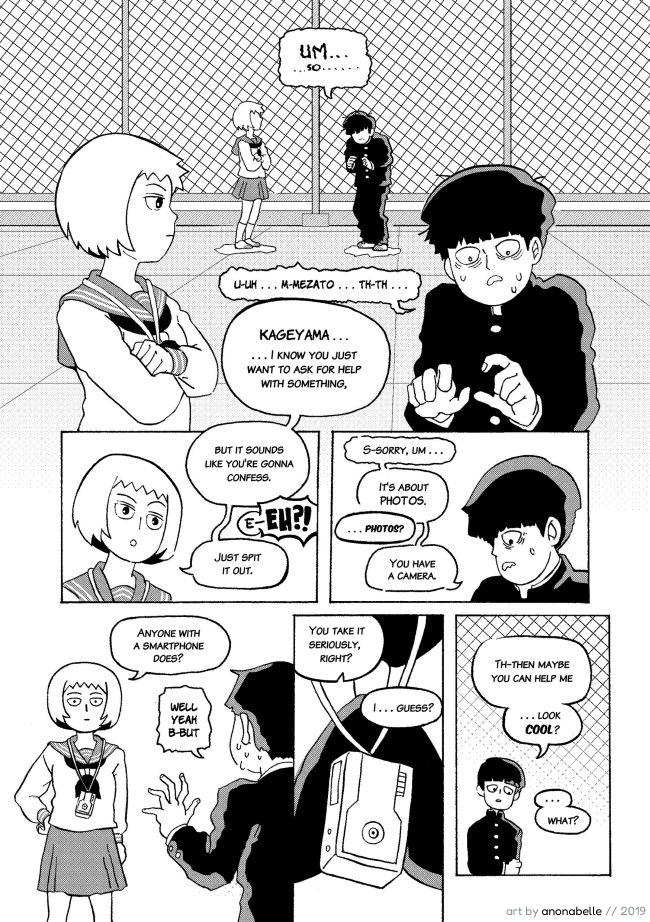 UM...
...SO.......
U-UH . . . M-MEZATO . . . TH-TH . . .
KAGEYAMA . . .
. . . I KNOW YOU JUST
WANT TO ASK FOR HELP
WITH SOMETHING,
BUT IT SOUNDS
LIKE YOU'RE GONNA
CONFESS.
E-EH?!
JUST SPIT
IT OUT.
S-SORRY, UM . . .
IT'S ABOUT
PHOTOS.
. . . PHOTOS?
YOU HAVE
A CAMERA.
ANYONE WITH
A SMARTPHONE
DOES?
WELL
YEAH
B-BUT
YOU TAKE IT
SERIOUSLY,
RIGHT?
I . . . GUESS?
TH-THEN MAYBE
YOU CAN HELP ME
. . . LOOK
COOL?
. . .
WHAT?
art by anonabelle // 2019